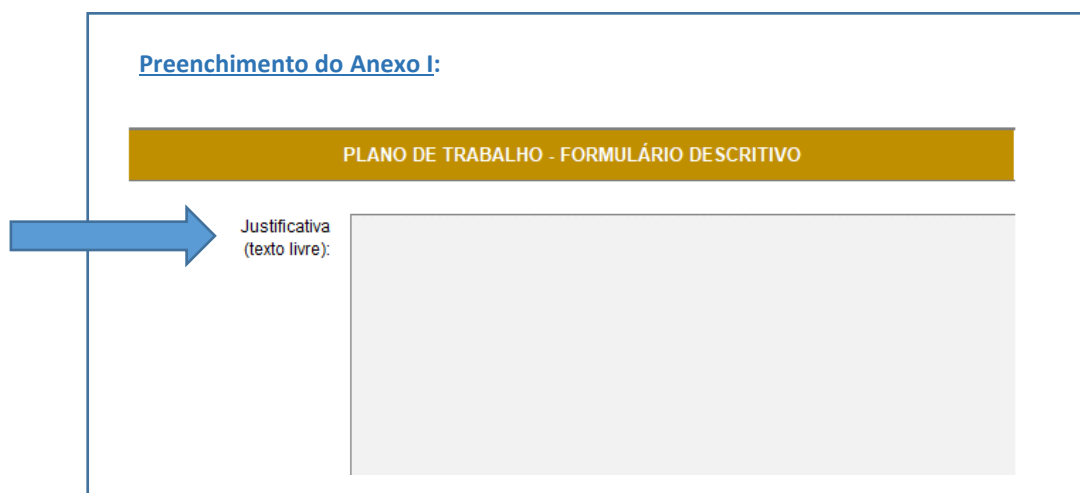 Preenchimento do Anexo I:
PLANO DE TRABALHO - FORMULÁRIO DESCRITIVO
Justificativa
(texto livre):